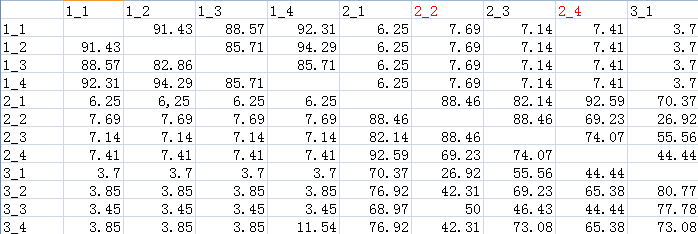 1_1 1_2 1_3 1_4 2_1 2_2 2_3 2_4 3_1
1_1 91.43 88.57 92.31 6.25 7.69 7.14 7.41 3.7
1_2 91.43 85.71 94.29 6.25 7.69 7.14 7.41 3.7
1_3 88.57 82.86 85.71 6.25 7.69 7.14 7.41 3.7
1_4 92.31 94.29 85.71 6.25 7.69 7.14 7.41 3.7
2_1 6.25 6,25 6.25 6.25 88.46 82.14 92.59 70.37
2_2 7.69 7.69 7.69 7.69 88.46 88.46 69.23 26.92
2_3 7.14 7.14 7.14 7.14 82.14 88.46 74.07 55.56
2_4 7.41 7.41 7.41 7.41 92.59 69.23 74.07 44.44
3_1 3.7 3.7 3.7 3.7 70.37 26.92 55.56 44.44
3_2 3.85 3.85 3.85 3.85 76.92 42.31 69.23 65.38 80.77
3_3 3.45 3.45 3.45 3.45 68.97 50 46.43 44.44 77.78
3_4 3.85 3.85 3.85 11.54 76.92 42.31 73.08 65.38 73.08